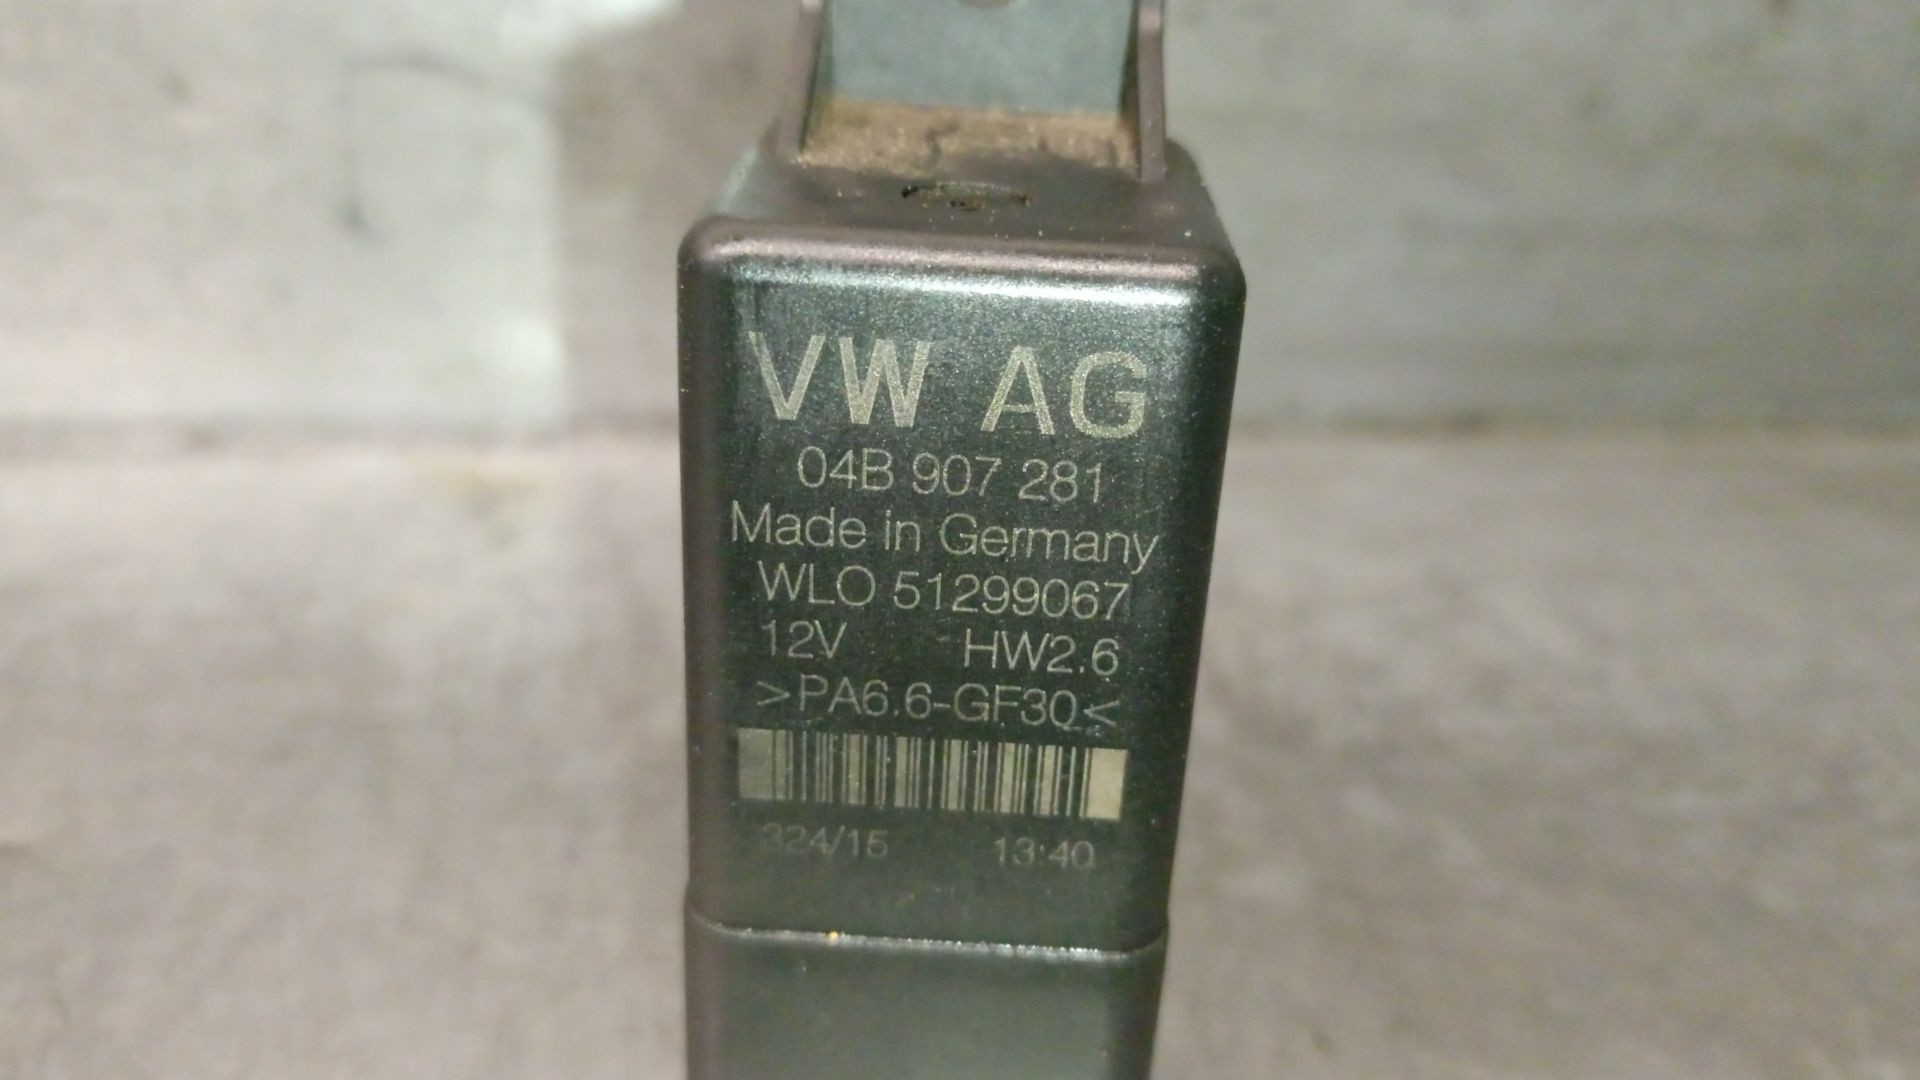 VW AG
04B 907 281
Made in Germany
WLO 51299067
12V HW2.6
>PA6.6-GF30<
324/15 13:40